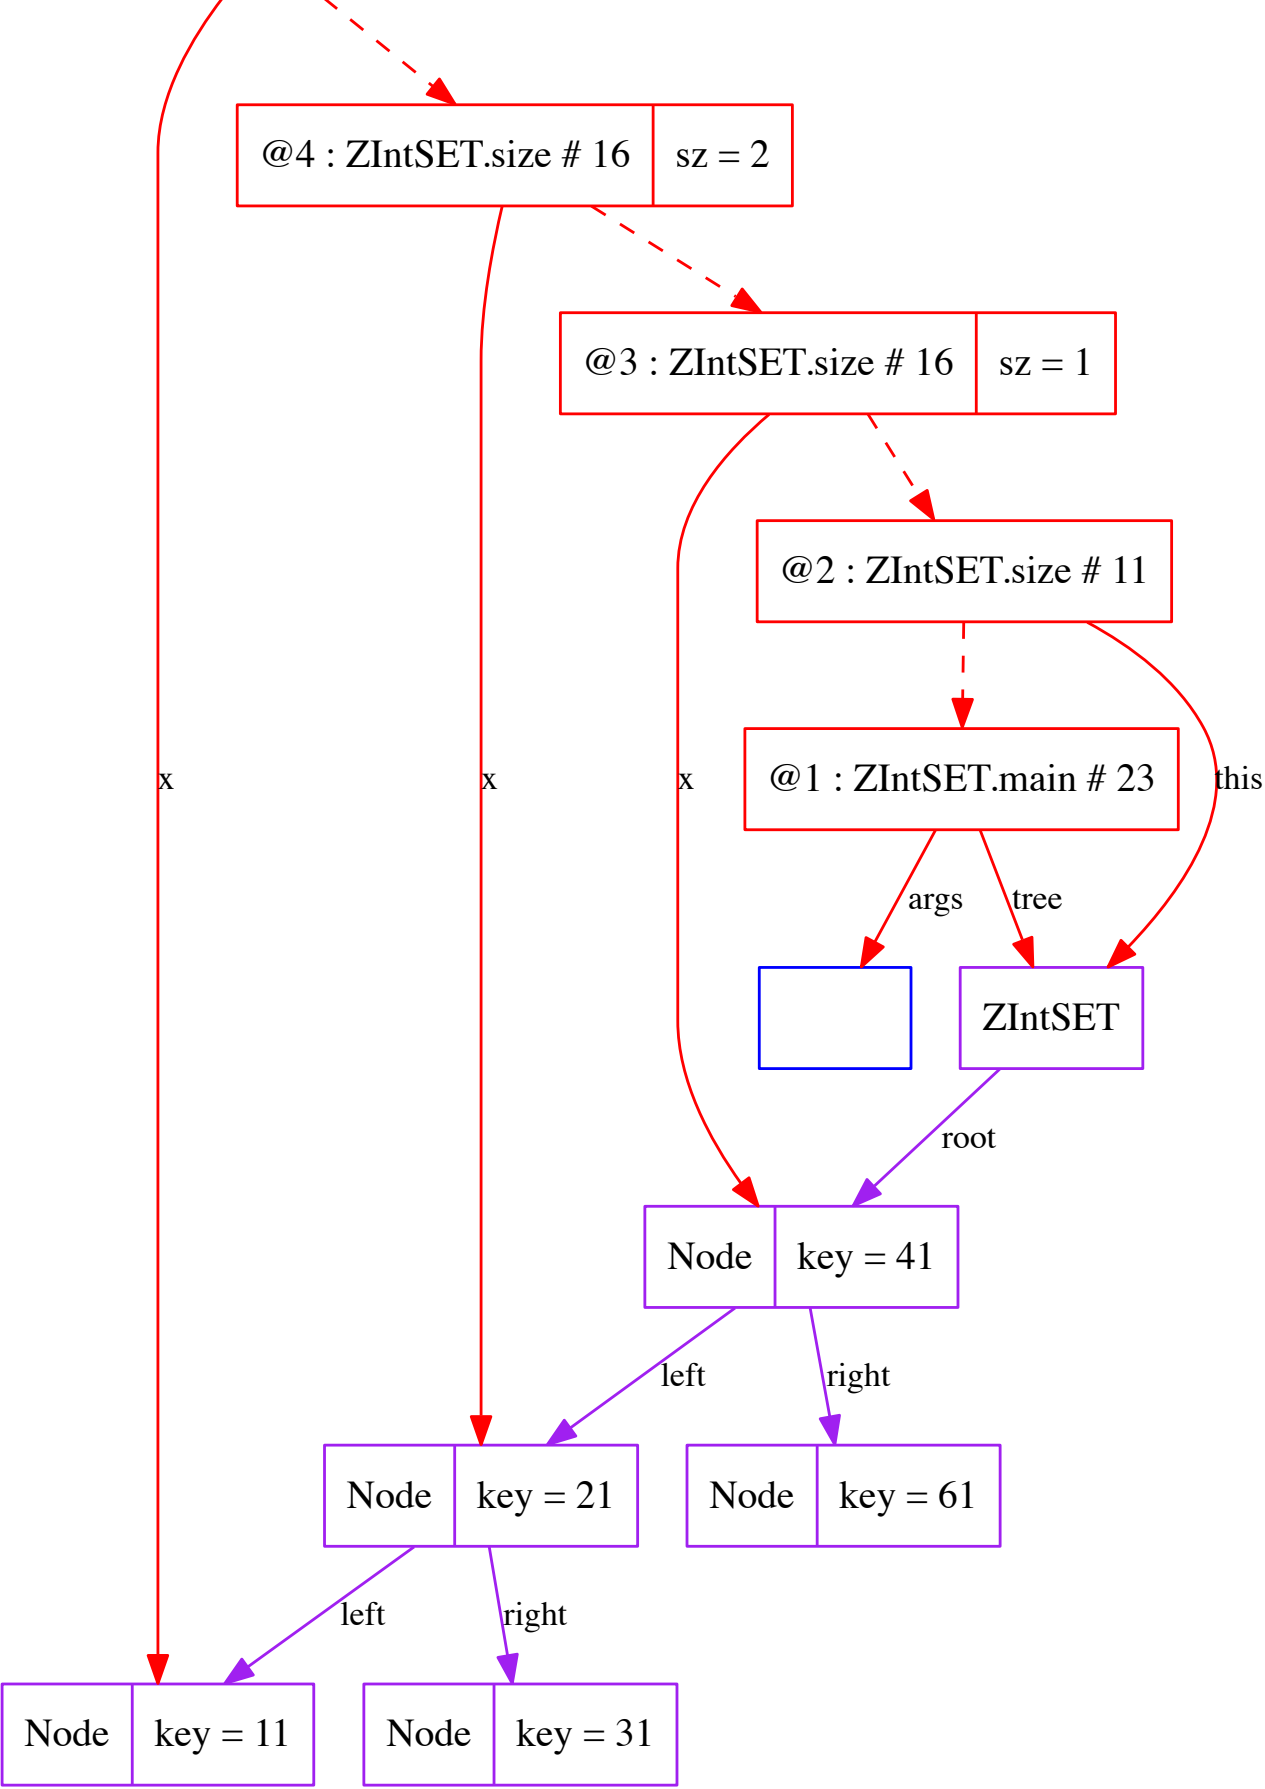 @4 : ZIntSET.size # 16 sz = 2
@3 : ZIntSET.size # 16 sz = 1
@2 : ZIntSET.size # 11
x x x @1 : ZIntSET.main # 23 this
args tree
ZIntSET
root
Node key = 41
left right
Node key = 21 Node key = 61
left right
Node key = 11 Node key = 31